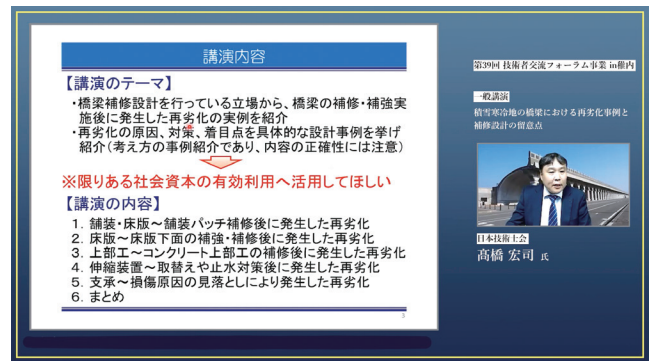 講演内容
【講演のテーマ】
・橋梁補修設計を行っている立場から、橋梁の補修・補強実
施後に発生した再劣化の実例を紹介
・再劣化の原因、対策、着目点を具体的な設計事例を挙げ
紹介(考え方の事例紹介であり、内容の正確性には注意)
※限りある社会資本の有効利用へ活用してほしい
【講演の内容】
1.舗装・床版~舗装パッチ補修後に発生した再劣化
2.床版~床版下面の補強・補修後に発生した再劣化
3.上部工~コンクリート上部工の補修後に発生した再劣化
4.伸縮装置~取替えや止水対策後に発生した再劣化
5.支承~損傷原因の見落としにより発生した再劣化
6.まとめ
3
第39回 技術者交流フォーラム事業 in稚内
一般講演
積雪寒冷地の橋梁における再劣化事例と
補修設計の留意点
日本技術士会
髙橋 宏司 氏